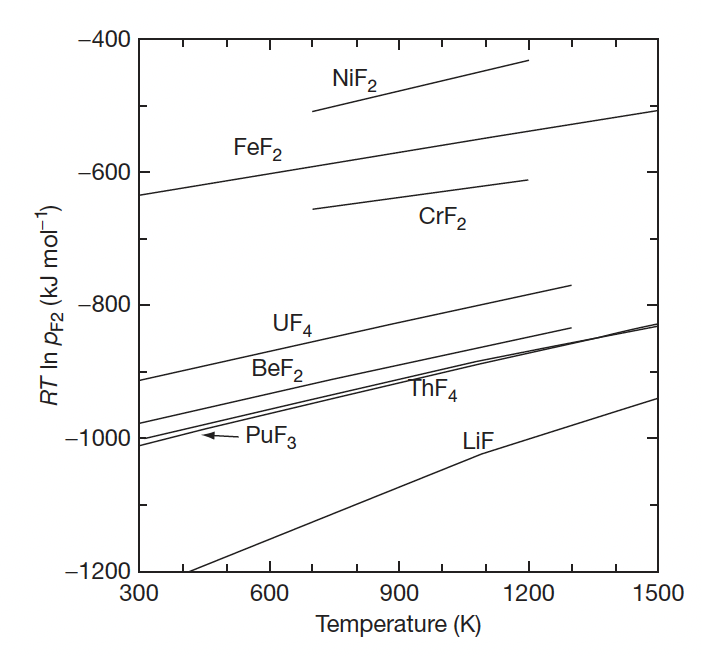 −400
NiF2
FeF2
−600
CrF2
RT ln pF2 (kJ mol−1)
−800
UF4
BeF2
ThF4
−1000
PuF3
LiF
−1200
300 600 900 1200 1500
Temperature (K)